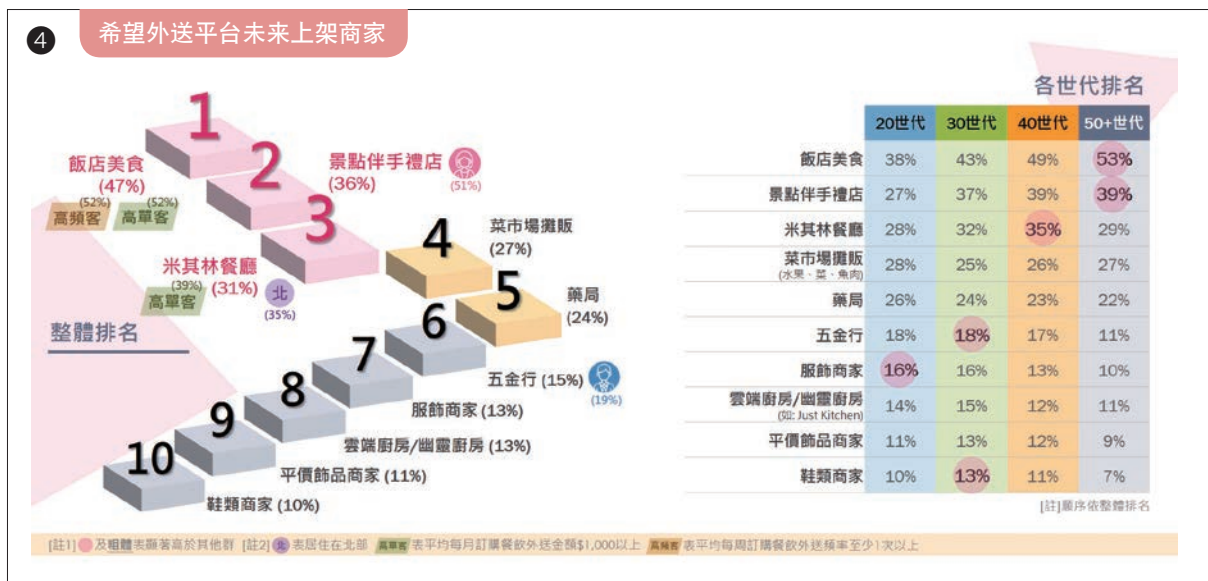 4
希望外送平台未来上架商家
1
飯店美食
(47%)
(52%) (52%)
高頻客 高單客
2
景點伴手禮店
(36%)
(51%)
3
米其林餐廳
(39%) (31%)
高單客
北
(35%)
4
菜市場攤販
(27%)
5
藥局
(24%)
整體排名
6
五金行 (15%)
(19%)
7
服飾商家 (13%)
8
雲端廚房/幽靈廚房 (13%)
9
平價飾品商家 (11%)
10
鞋類商家 (10%)
各世代排名
20世代 30世代 40世代 50+世代
飯店美食 38% 43% 49% 53%
景點伴手禮店 27% 37% 39% 39%
米其林餐廳 28% 32% 35% 29%
菜市場攤販 28% 25% 26% 27%
(水果、菜、魚肉)
藥局 26% 24% 23% 22%
五金行 18% 18% 17% 11%
服飾商家 16% 16% 13% 10%
雲端廚房/幽靈廚房 14% 15% 12% 11%
(如: Just Kitchen)
平價飾品商家 11% 13% 12% 9%
鞋類商家 10% 13% 11% 7%
[註]順序依整體排名
[註1] 及粗體表顯著高於其他群 [註2] 北 表居住在北部 高單客 表平均每月訂購餐飲外送金額$1,000以上 高頻客 表平均每周訂購餐飲外送頻率至少1次以上